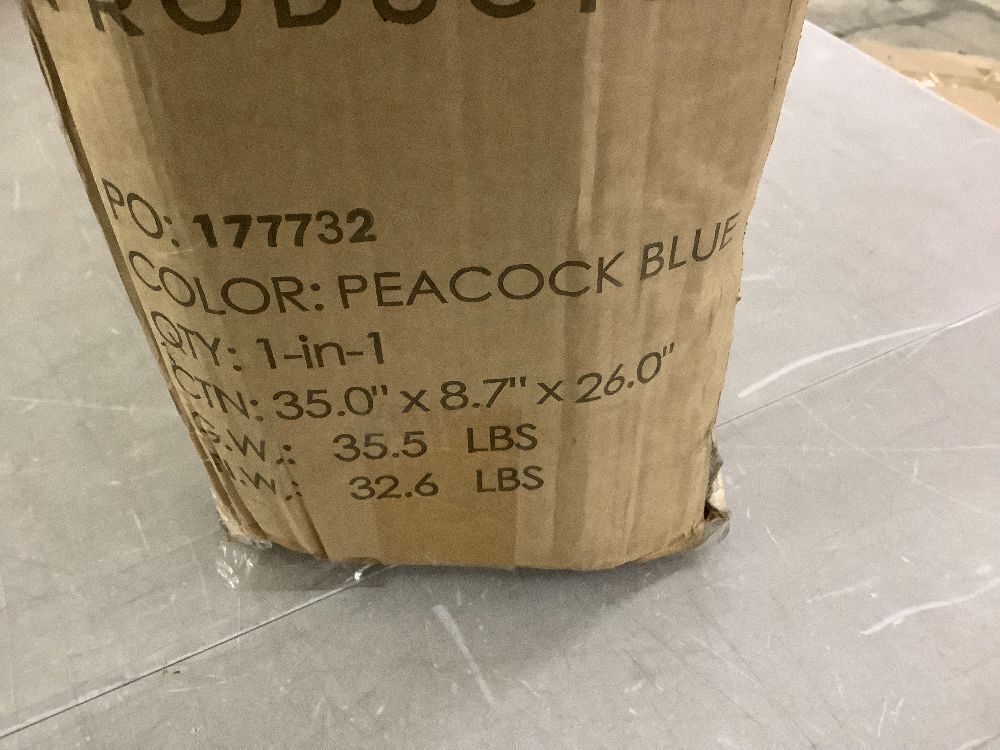 PO: 177732
COLOR: PEACOCK BLUE
QTY: 1-in-1
CTN: 35.0" x 8.7" x 26.0"
G.W.: 35.5 LBS
N.W.: 32.6 LBS